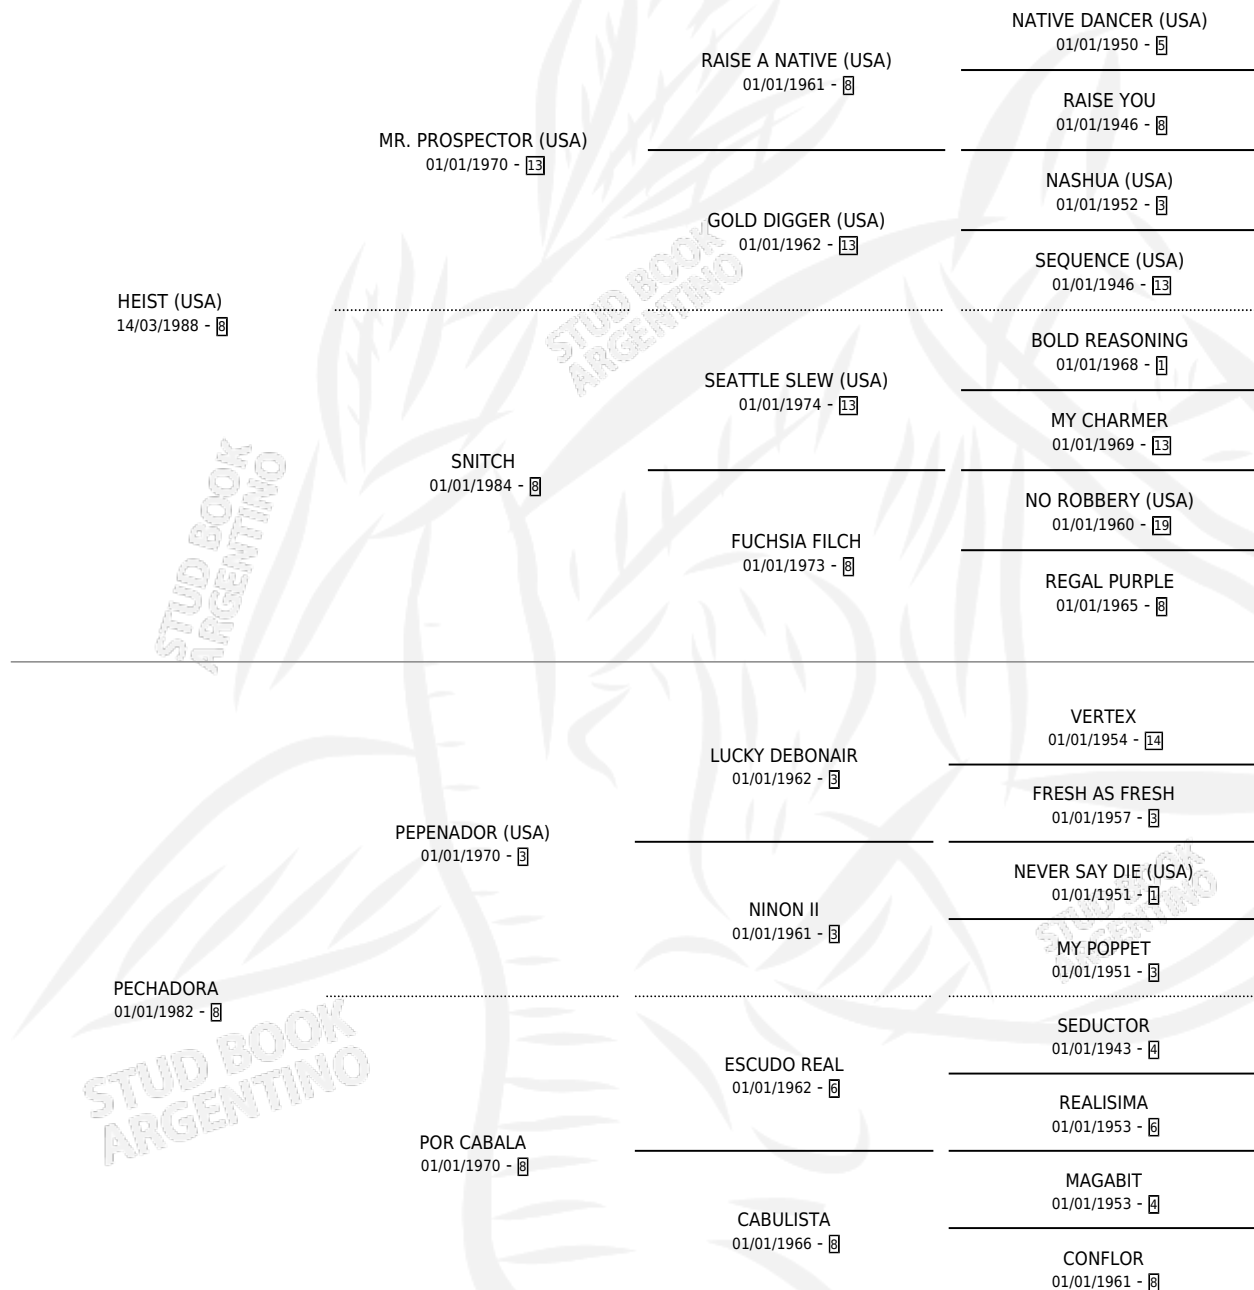 NATIVE DANCER (USA)
01/01/1950 - 5
RAISE A NATIVE (USA)
01/01/1961 - 8
RAISE YOU
01/01/1946 - 8
MR. PROSPECTOR (USA)
01/01/1970 - 13
NASHUA (USA)
01/01/1952 - 3
GOLD DIGGER (USA)
01/01/1962 - 13
SEQUENCE (USA)
01/01/1946 - 13
HEIST (USA)
14/03/1988 - 8
STUD BOOK
ARGENTINO
BOLD REASONING
01/01/1968 - 1
SEATTLE SLEW (USA)
01/01/1974 - 13
MY CHARMER
01/01/1969 - 13
SNITCH
01/01/1984 - 8
NO ROBBERY (USA)
01/01/1960 - 19
FUCHSIA FILCH
01/01/1973 - 8
REGAL PURPLE
01/01/1965 - 8
STUD BOOK
ARGENTINO
VERTEX
01/01/1954 - 14
LUCKY DEBONAIR
01/01/1962 - 3
FRESH AS FRESH
01/01/1957 - 3
PEPENADOR (USA)
01/01/1970 - 3
NEVER SAY DIE (USA)
01/01/1951 - 1
NINON II
01/01/1961 - 3
MY POPPET
01/01/1951 - 3
STUD BOOK
ARGENTINO
PECHADORA
01/01/1982 - 8
SEDUCTOR
01/01/1943 - 4
ESCUDO REAL
01/01/1962 - 6
REALISIMA
01/01/1953 - 6
STUD BOOK
ARGENTINO
POR CABALA
01/01/1970 - 8
MAGABIT
01/01/1953 - 4
CABULISTA
01/01/1966 - 8
CONFLOR
01/01/1961 - 8